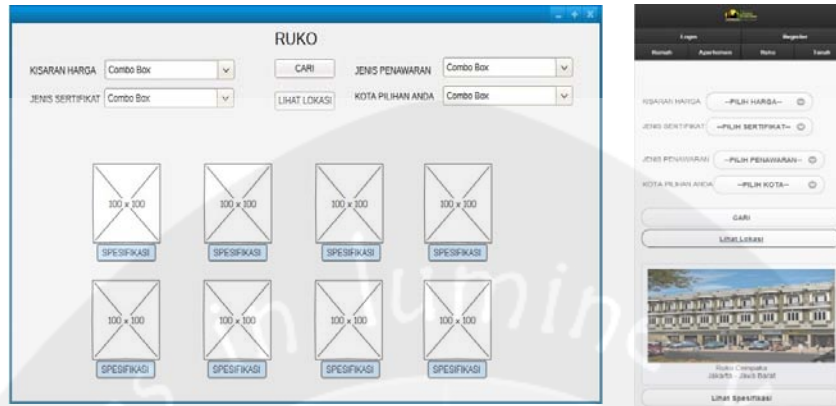 RUKO
KISARAN HARGA Combo Box CARI JENIS PENAWARAN Combo Box
JENIS SERTIFIKAT Combo Box LIHAT LOKASI KOTA PILIHAN ANDA Combo Box
100 x 100 100 x 100 100 x 100 100 x 100
SPESIFIKASI SPESIFIKASI SPESIFIKASI SPESIFIKASI
100 x 100 100 x 100 100 x 100 100 x 100
SPESIFIKASI SPESIFIKASI SPESIFIKASI SPESIFIKASI
in lumine
Login Register
Rumah Apartemen Ruko Tanah
KISARAN HARGA --PILIH HARGA--
JENIS SERTIFIKAT --PILIH SERTIFIKAT--
JENIS PENAWARAN --PILIH PENAWARAN--
KOTA PILIHAN ANDA --PILIH KOTA--
CARI
Lihat Lokasi
Ruko Cempaka
Jakarta - Jawa Barat
Lihat Spesifikasi